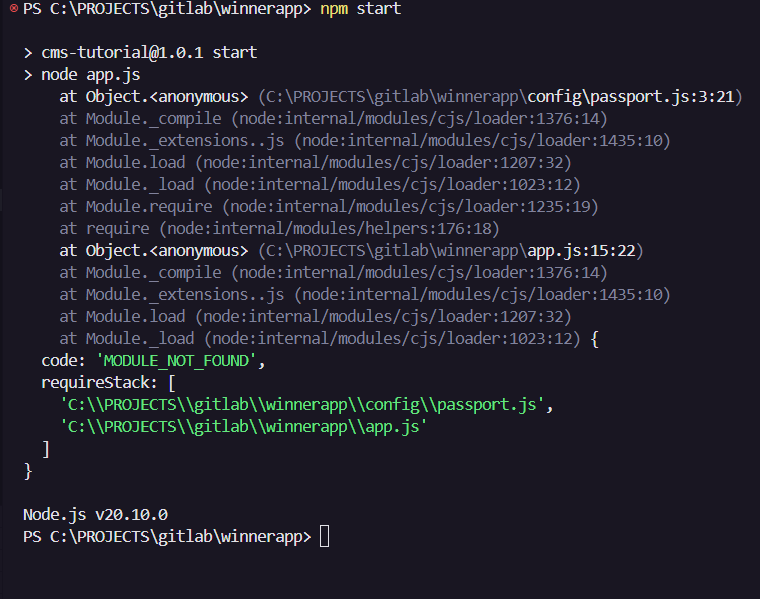 PS C:\PROJECTS\gitlab\winnerapp> npm start
> cms-tutorial@1.0.1 start
> node app.js
at Object.<anonymous> (C:\PROJECTS\gitlab\winnerapp\config\passport.js:3:21)
at Module._compile (node:internal/modules/cjs/loader:1376:14)
at Module._extensions..js (node:internal/modules/cjs/loader:1435:10)
at Module.load (node:internal/modules/cjs/loader:1207:32)
at Module._load (node:internal/modules/cjs/loader:1023:12)
at Module.require (node:internal/modules/cjs/loader:1235:19)
at require (node:internal/modules/helpers:176:18)
at Object.<anonymous> (C:\PROJECTS\gitlab\winnerapp\app.js:15:22)
at Module._compile (node:internal/modules/cjs/loader:1376:14)
at Module._extensions..js (node:internal/modules/cjs/loader:1435:10)
at Module.load (node:internal/modules/cjs/loader:1207:32)
at Module._load (node:internal/modules/cjs/loader:1023:12) {
code: 'MODULE_NOT_FOUND',
requireStack: [
'C:\\PROJECTS\\gitlab\\winnerapp\\config\\passport.js',
'C:\\PROJECTS\\gitlab\\winnerapp\\app.js'
]
}
Node.js v20.10.0
PS C:\PROJECTS\gitlab\winnerapp>